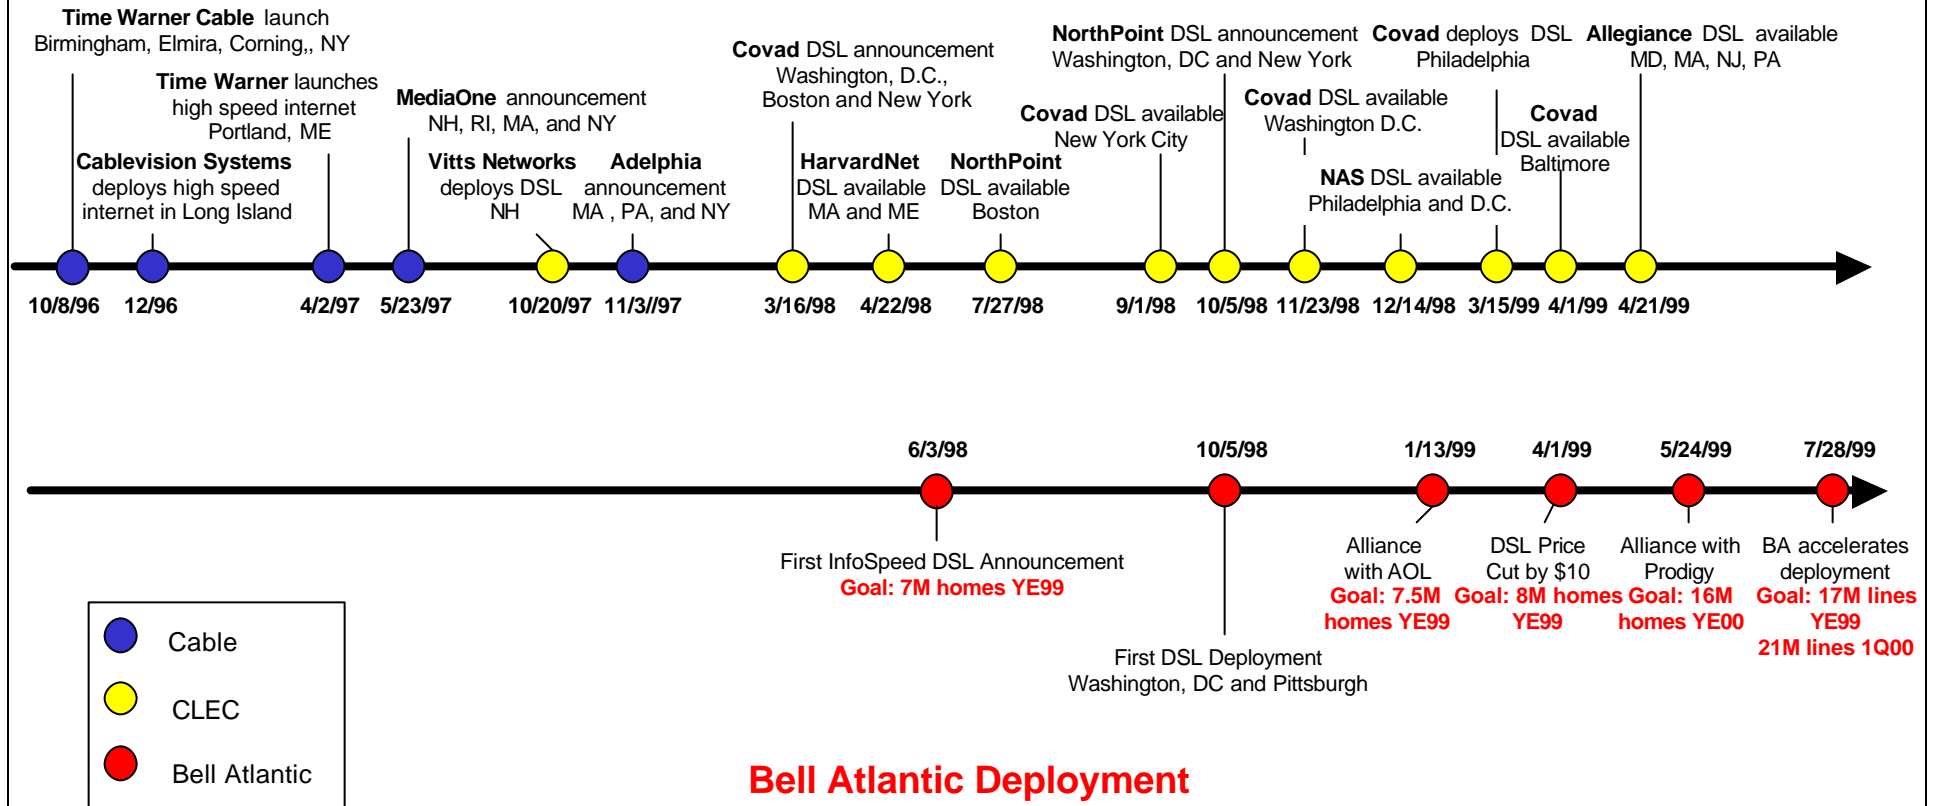 Time Warner Cable launch
Birmingham, Elmira, Corning,, NY
Time Warner launches
high speed internet
Portland, ME
Cablevision Systems
deploys high speed
internet in Long Island
MediaOne announcement
NH, RI, MA, and NY
Vitts Networks
deploys DSL
NH
Adelphia
announcement
MA , PA, and NY
Covad DSL announcement
Washington, D.C.,
Boston and New York
HarvardNet
DSL available
MA and ME
NorthPoint
DSL available
Boston
Covad DSL available
New York City
NorthPoint DSL announcement
Washington, DC and New York
Covad DSL available
Washington D.C.
NAS DSL available
Philadelphia and D.C.
Covad deploys DSL
Philadelphia
Covad
DSL available
Baltimore
Allegiance DSL available
MD, MA, NJ, PA
10/8/96 12/96 4/2/97 5/23/97 10/20/97 11/3//97 3/16/98 4/22/98 7/27/98 9/1/98 10/5/98 11/23/98 12/14/98 3/15/99 4/1/99 4/21/99
6/3/98 10/5/98 1/13/99 4/1/99 5/24/99 7/28/99
First InfoSpeed DSL Announcement
Goal: 7M homes YE99
First DSL Deployment
Washington, DC and Pittsburgh
Alliance
with AOL
Goal: 7.5M
homes YE99
DSL Price
Cut by $10
Goal: 8M homes
YE99
Alliance with
Prodigy
Goal: 16M
homes YE00
BA accelerates
deployment
Goal: 17M lines
YE99
21M lines 1Q00
Cable
CLEC
Bell Atlantic
Bell Atlantic Deployment